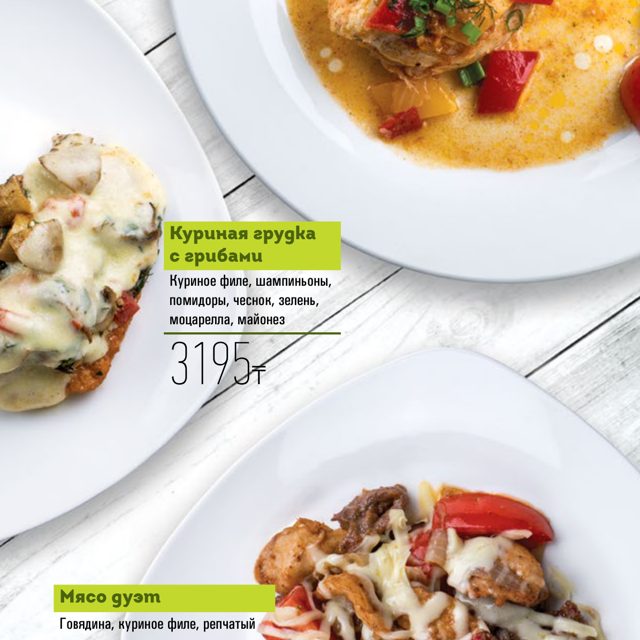 Куриная грудка
с грибами
Куриное филе, шампиньоны,
помидоры, чеснок, зелень,
моцарелла, майонез
3195₸
Мясо дуэт
Говядина, куриное филе, репчатый